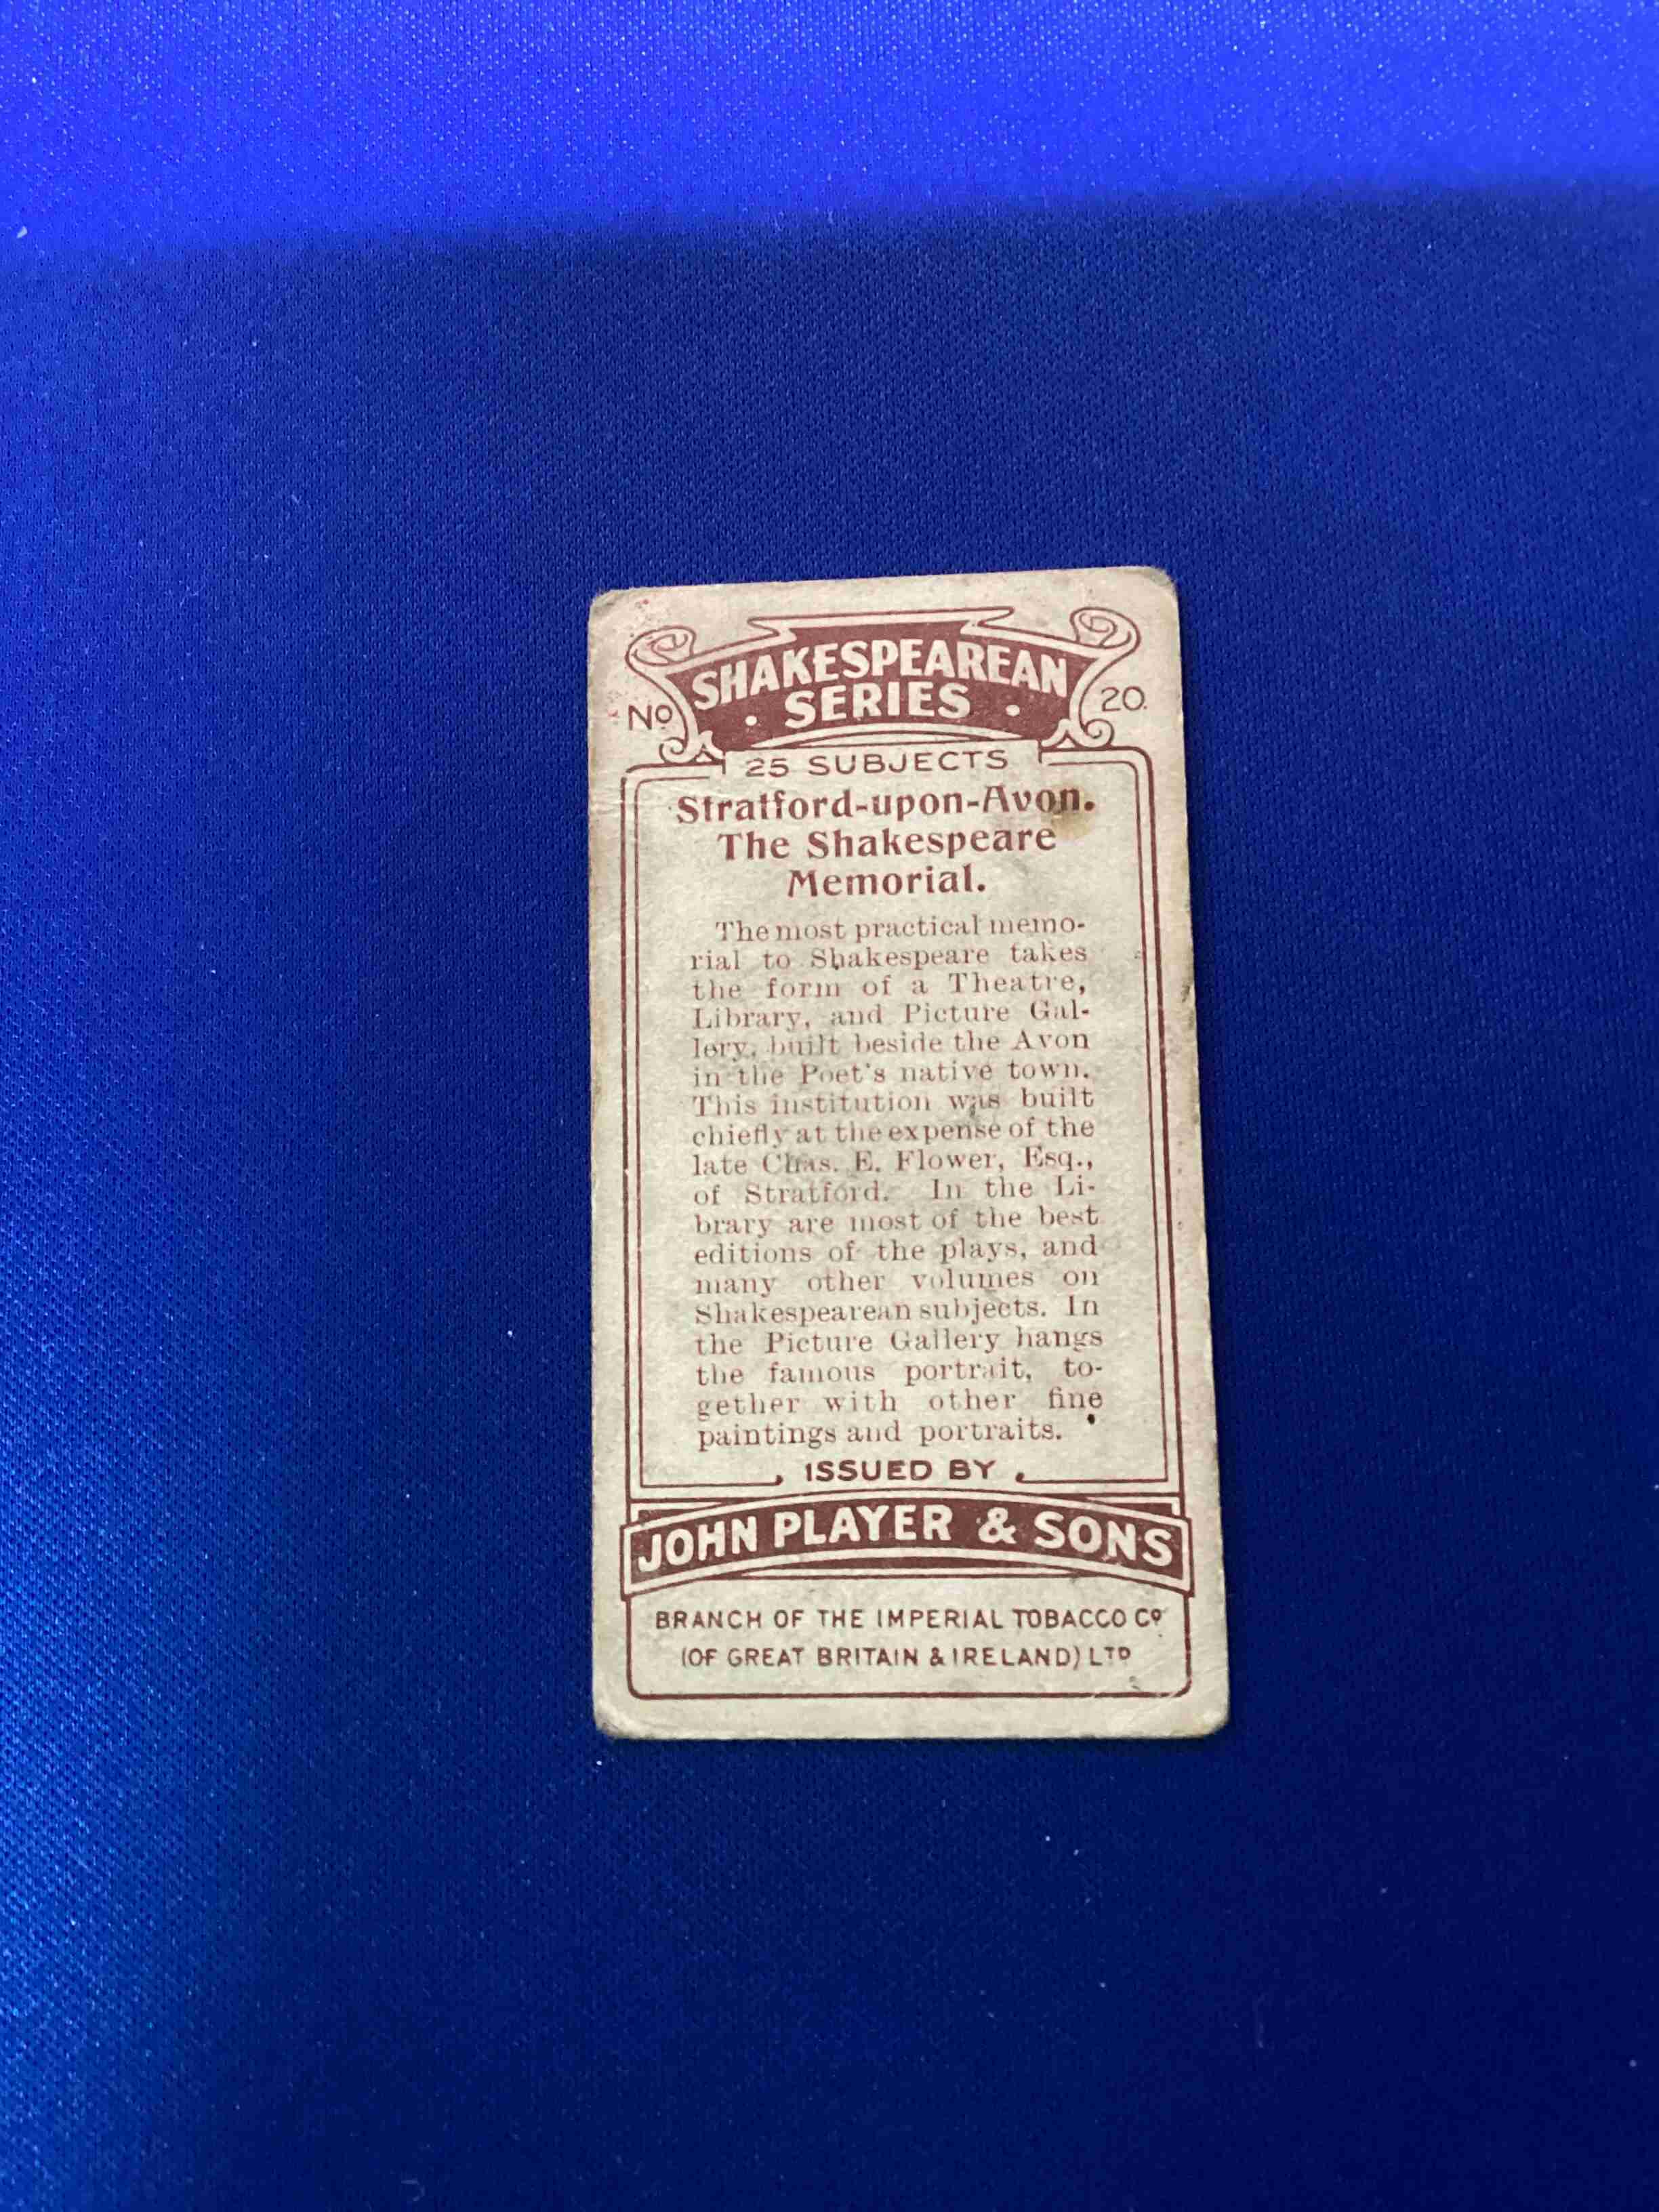 SHAKESPEAREAN
No. · SERIES · 20.
25 SUBJECTS
Stratford-upon-Avon.
The Shakespeare
Memorial.
The most practical memo-
rial to Shakespeare takes
the form of a Theatre,
Library, and Picture Gal-
lery, built beside the Avon
in the Poet's native town.
This institution was built
chiefly at the expense of the
late Chas. E. Flower, Esq.,
of Stratford. In the Li-
brary are most of the best
editions of the plays, and
many other volumes on
Shakespearean subjects. In
the Picture Gallery hangs
the famous portrait, to-
gether with other fine
paintings and portraits.
ISSUED BY
JOHN PLAYER & SONS
BRANCH OF THE IMPERIAL TOBACCO Co.
(OF GREAT BRITAIN & IRELAND) LTD